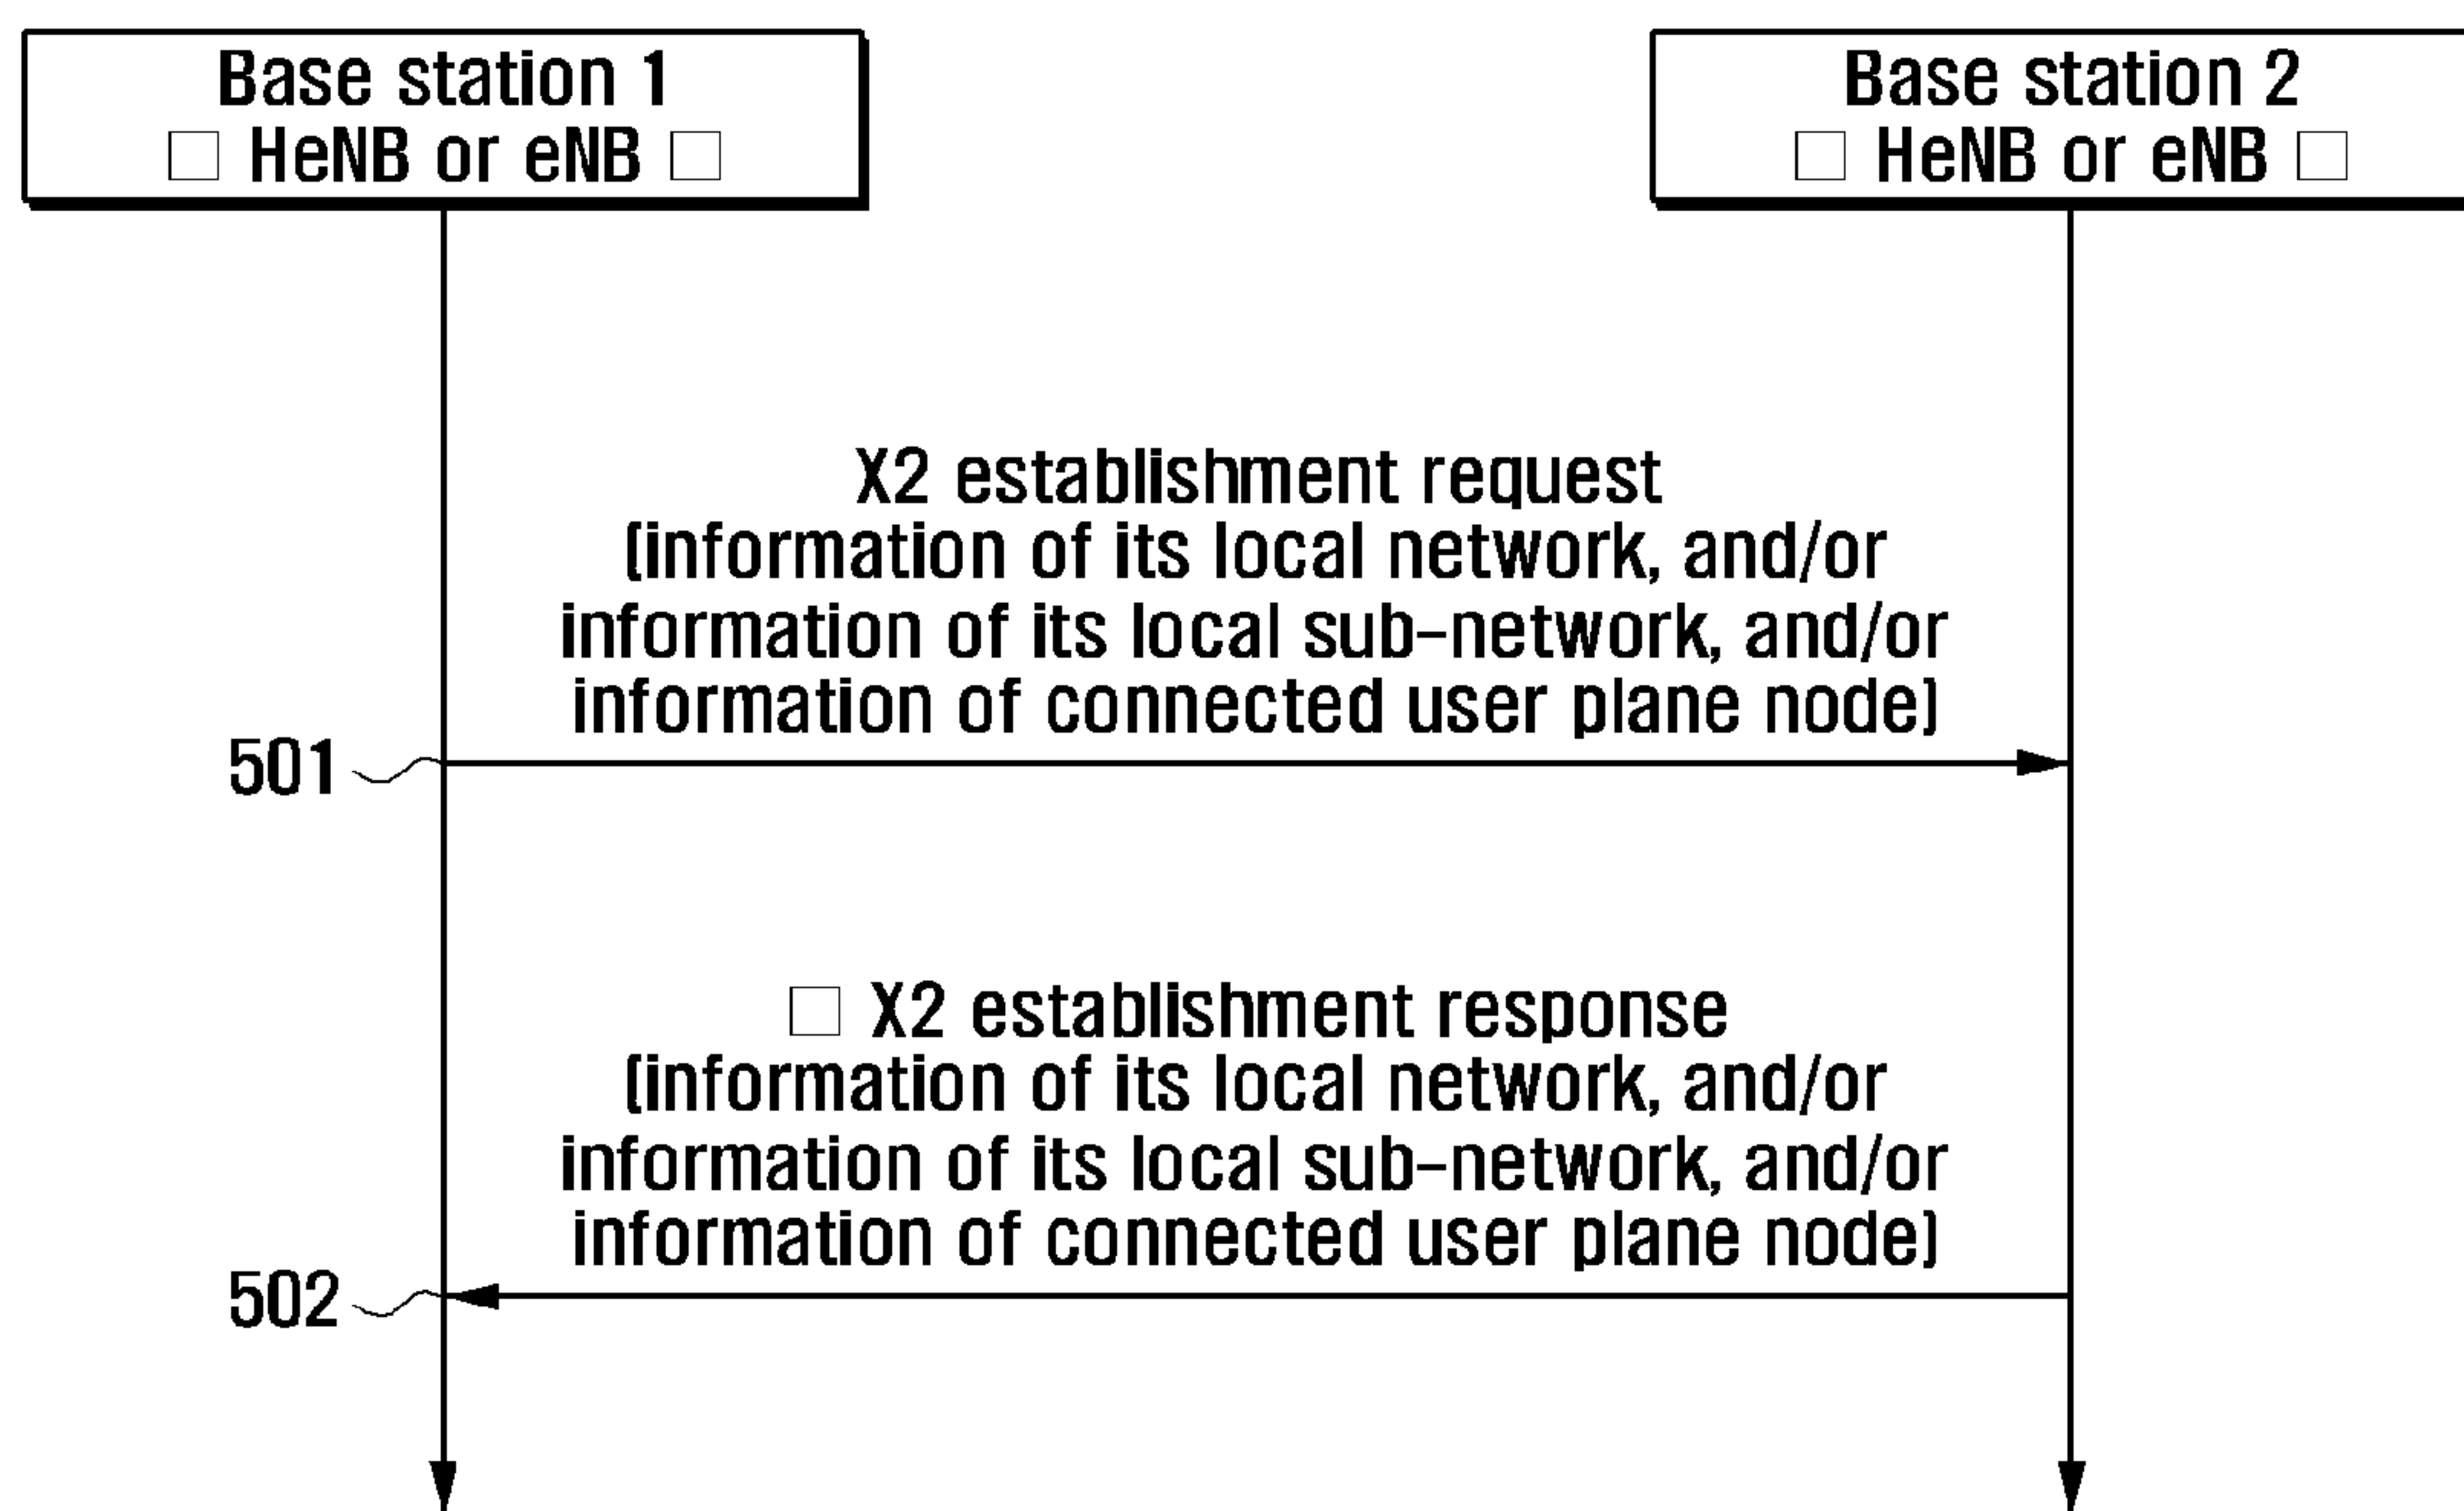 Base station 1
□ HeNB or eNB □
Base station 2
□ HeNB or eNB □
X2 establishment request
(information of its local network, and/or
information of its local sub-network, and/or
information of connected user plane node)
501
□ X2 establishment response
(information of its local network, and/or
information of its local sub-network, and/or
information of connected user plane node)
502